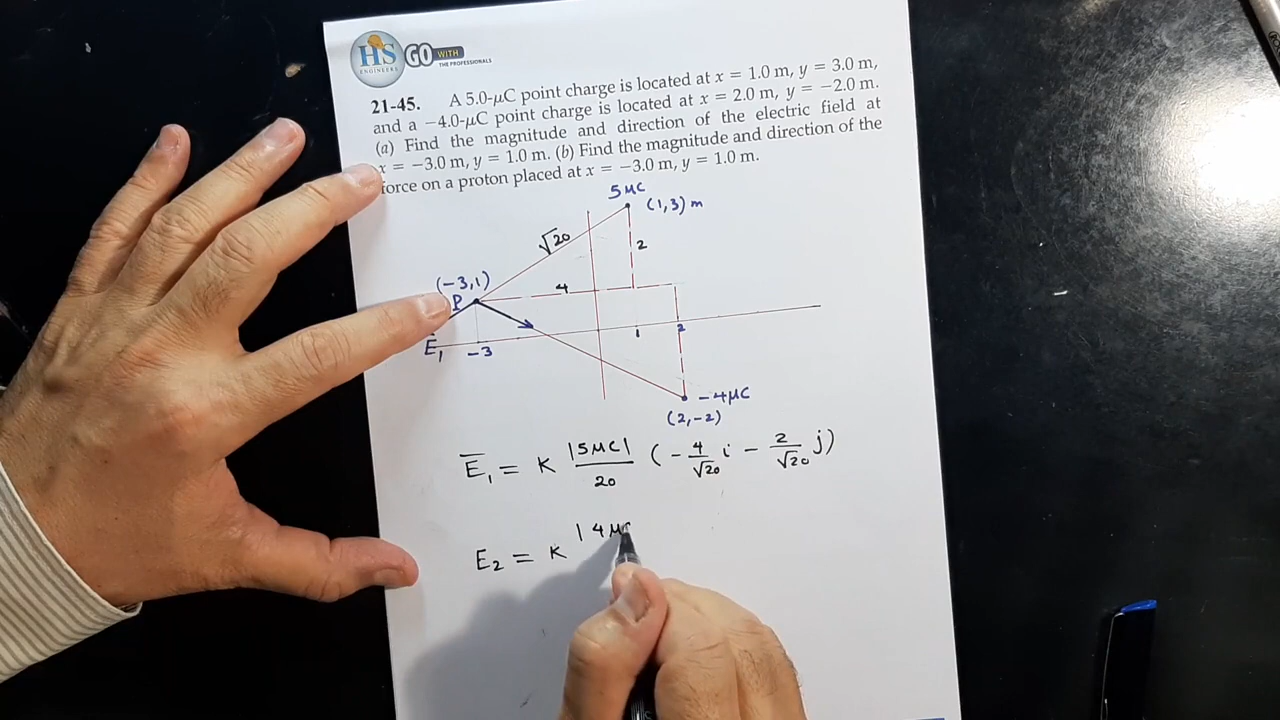 HS GO WITH
ENGINEERS THE PROFESSIONALS
21-45. A 5.0-μC point charge is located at x = 1.0 m, y = 3.0 m,
and a −4.0-μC point charge is located at x = 2.0 m, y = −2.0 m.
(a) Find the magnitude and direction of the electric field at
x = −3.0 m, y = 1.0 m. (b) Find the magnitude and direction of the
force on a proton placed at x = −3.0 m, y = 1.0 m.
5μC
(1,3) m
√20
2
(-3,1)
4
P
2
1
E₁ -3
-4μC
(2,-2)
E̅₁ = K |5μC| / 20 (- 4/√20 i - 2/√20 j)
E₂ = K |4μC